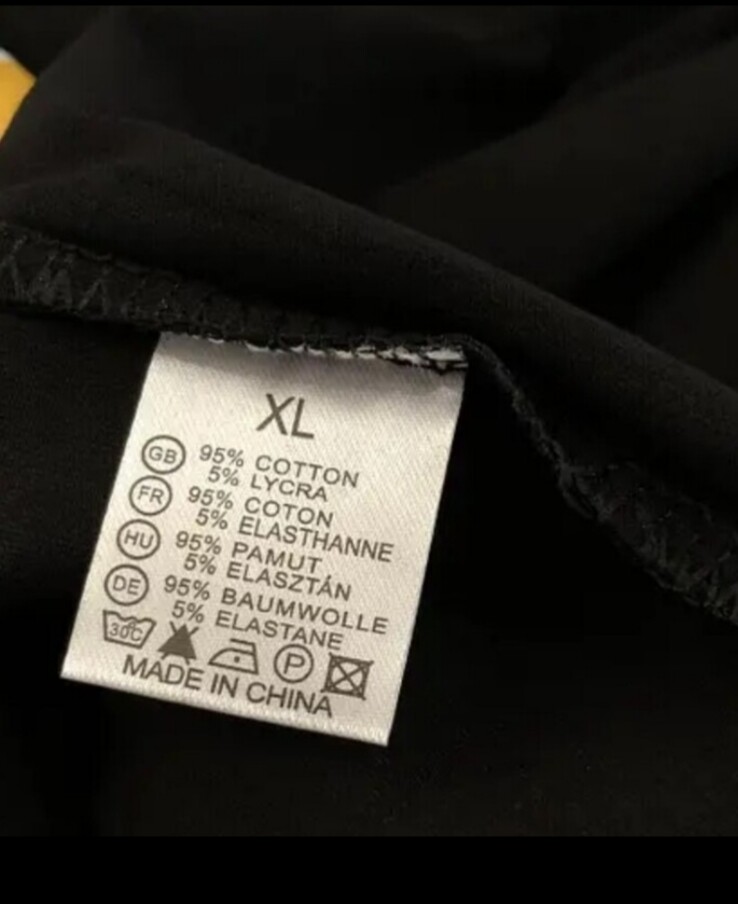 XL
GB 95% COTTON
5% LYCRA
FR 95% COTON
5% ELASTHANNE
HU 95% PAMUT
5% ELASZTÁN
DE 95% BAUMWOLLE
5% ELASTANE
30C P
MADE IN CHINA